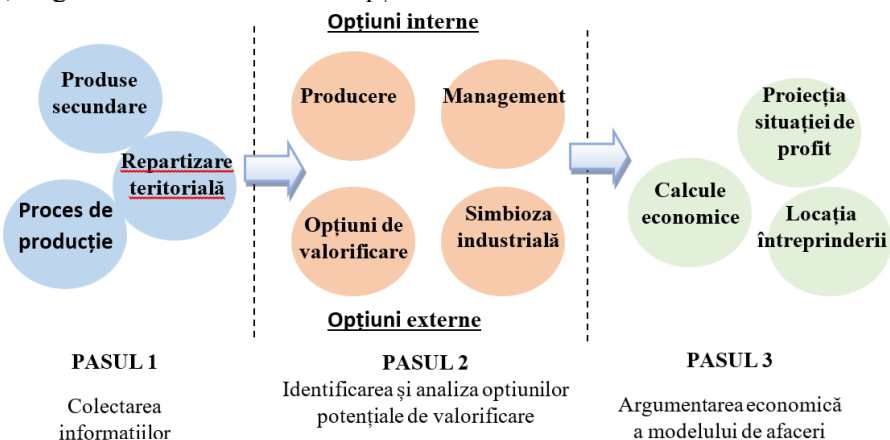 Opțiuni interne
Produse
secundare
Repartizare
teritorială
Proces de
producție
Producere
Management
Opțiuni de
valorificare
Simbioza
industrială
Opțiuni externe
Proiecția
situației de
profit
Calcule
economice
Locația
întreprinderii
PASUL 1
Colectarea
informațiilor
PASUL 2
Identificarea și analiza optiunilor
potențiale de valorificare
PASUL 3
Argumentarea economică
a modelului de afaceri